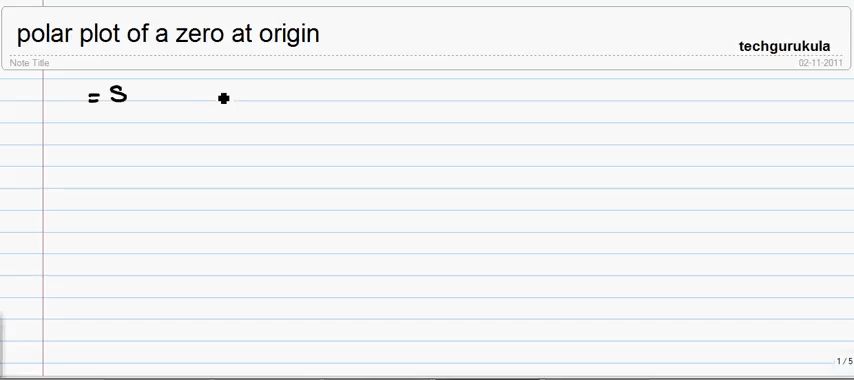 polar plot of a zero at origin
techgurukula
Note Title
02-11-2011
= S
1 / 5